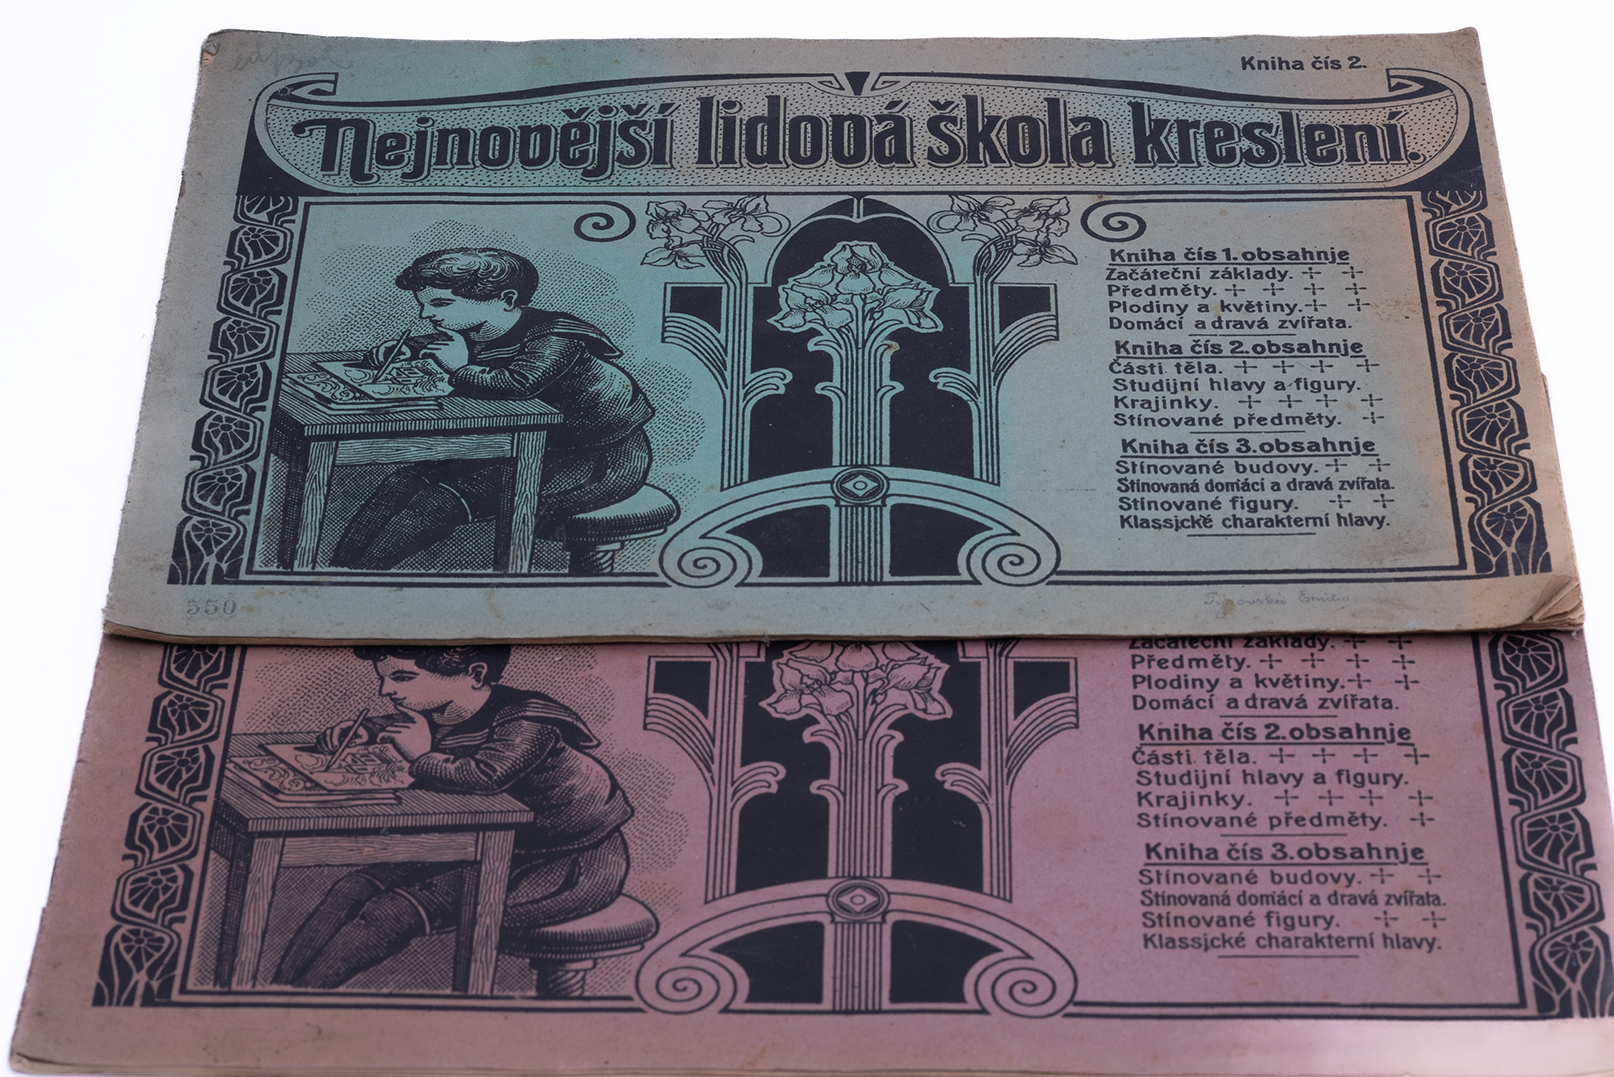 Kniha čís 2.
Nejnovější lidová škola kreslení.
Kniha čís 1. obsahnje
Začáteční základy.
Předměty.
Plodiny a květiny.
Domácí a dravá zvířata.
Kniha čís 2. obsahnje
Části těla.
Studijní hlavy a figury.
Krajinky.
Stínované předměty.
Kniha čís 3. obsahnje
Stínované budovy.
Stínovaná domácí a dravá zvířata.
Stínované figury.
Klassjcké charakterní hlavy.
550
Začáteční základy.
Předměty.
Plodiny a květiny.
Domácí a dravá zvířata.
Kniha čís 2. obsahnje
Části těla.
Studijní hlavy a figury.
Krajinky.
Stínované předměty.
Kniha čís 3. obsahnje
Stínované budovy.
Stínovaná domácí a dravá zvířata.
Stínované figury.
Klassjcké charakterní hlavy.